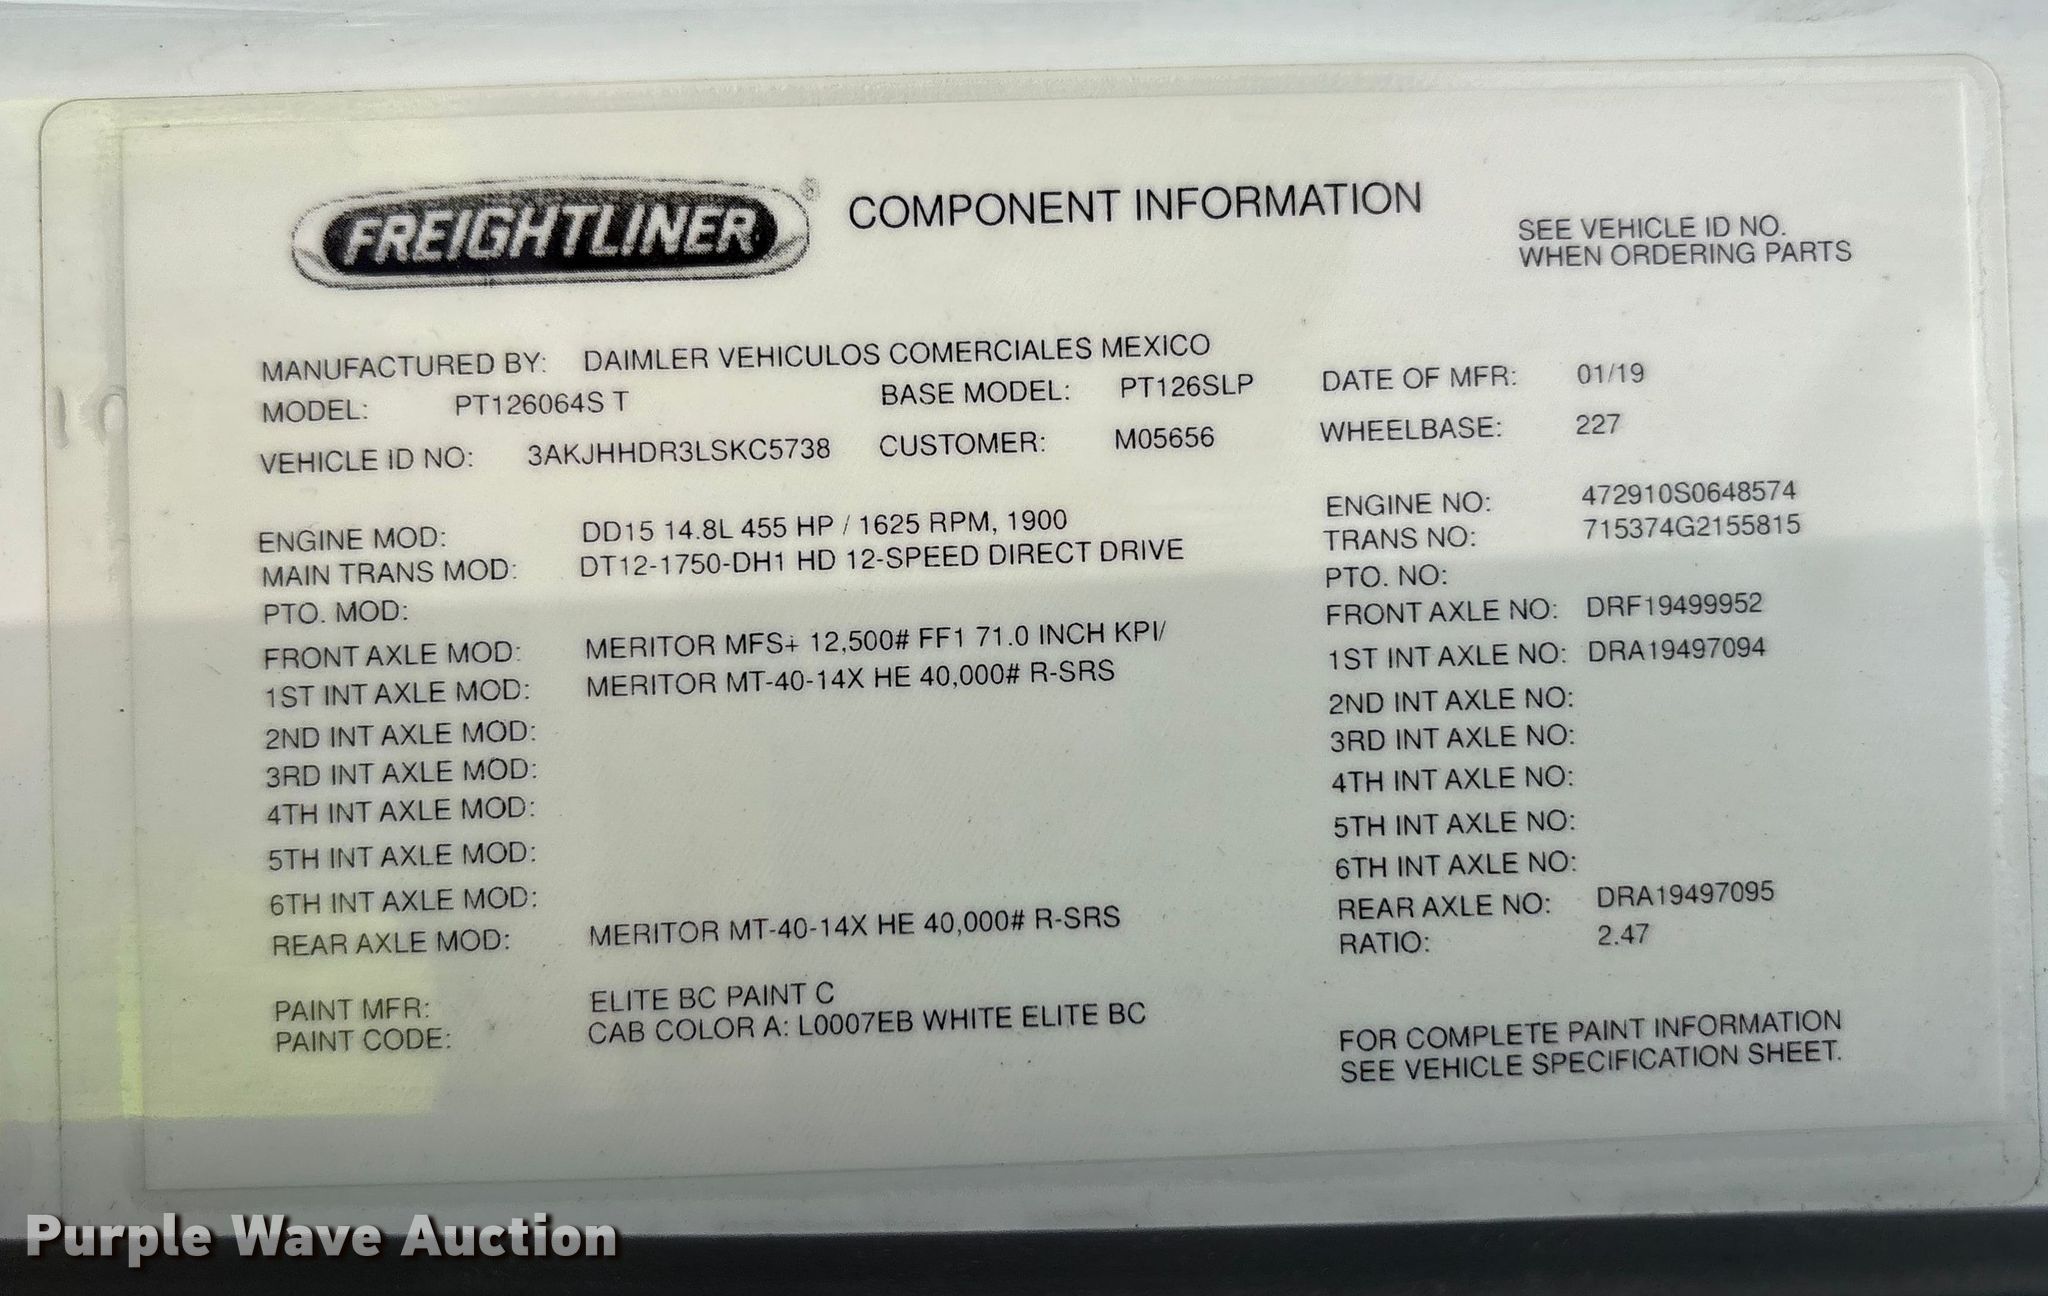 FREIGHTLINER ® COMPONENT INFORMATION
SEE VEHICLE ID NO.
WHEN ORDERING PARTS
MANUFACTURED BY: DAIMLER VEHICULOS COMERCIALES MEXICO
MODEL: PT126064S T BASE MODEL: PT126SLP DATE OF MFR: 01/19
VEHICLE ID NO: 3AKJHHDR3LSKC5738 CUSTOMER: M05656 WHEELBASE: 227
ENGINE MOD: DD15 14.8L 455 HP / 1625 RPM, 1900 ENGINE NO: 472910S0648574
MAIN TRANS MOD: DT12-1750-DH1 HD 12-SPEED DIRECT DRIVE TRANS NO: 715374G2155815
PTO. MOD: PTO. NO:
FRONT AXLE MOD: MERITOR MFS+ 12,500# FF1 71.0 INCH KPI/ FRONT AXLE NO: DRF19499952
1ST INT AXLE MOD: MERITOR MT-40-14X HE 40,000# R-SRS 1ST INT AXLE NO: DRA19497094
2ND INT AXLE MOD: 2ND INT AXLE NO:
3RD INT AXLE MOD: 3RD INT AXLE NO:
4TH INT AXLE MOD: 4TH INT AXLE NO:
5TH INT AXLE MOD: 5TH INT AXLE NO:
6TH INT AXLE MOD: 6TH INT AXLE NO:
REAR AXLE MOD: MERITOR MT-40-14X HE 40,000# R-SRS REAR AXLE NO: DRA19497095
RATIO: 2.47
PAINT MFR: ELITE BC PAINT C
PAINT CODE: CAB COLOR A: L0007EB WHITE ELITE BC
FOR COMPLETE PAINT INFORMATION
SEE VEHICLE SPECIFICATION SHEET.
Purple Wave Auction